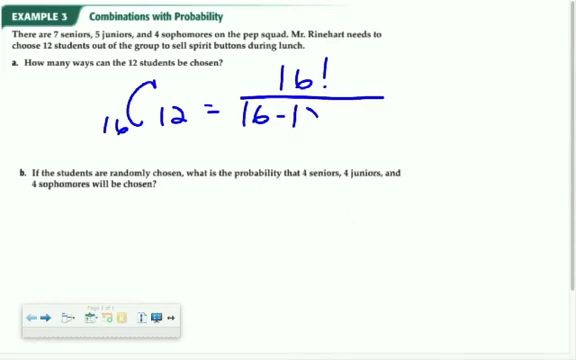 EXAMPLE 3 Combinations with Probability
There are 7 seniors, 5 juniors, and 4 sophomores on the pep squad. Mr. Rinehart needs to
choose 12 students out of the group to sell spirit buttons during lunch.
a. How many ways can the 12 students be chosen?
16!
16C12 =
16-1
b. If the students are randomly chosen, what is the probability that 4 seniors, 4 juniors, and
4 sophomores will be chosen?